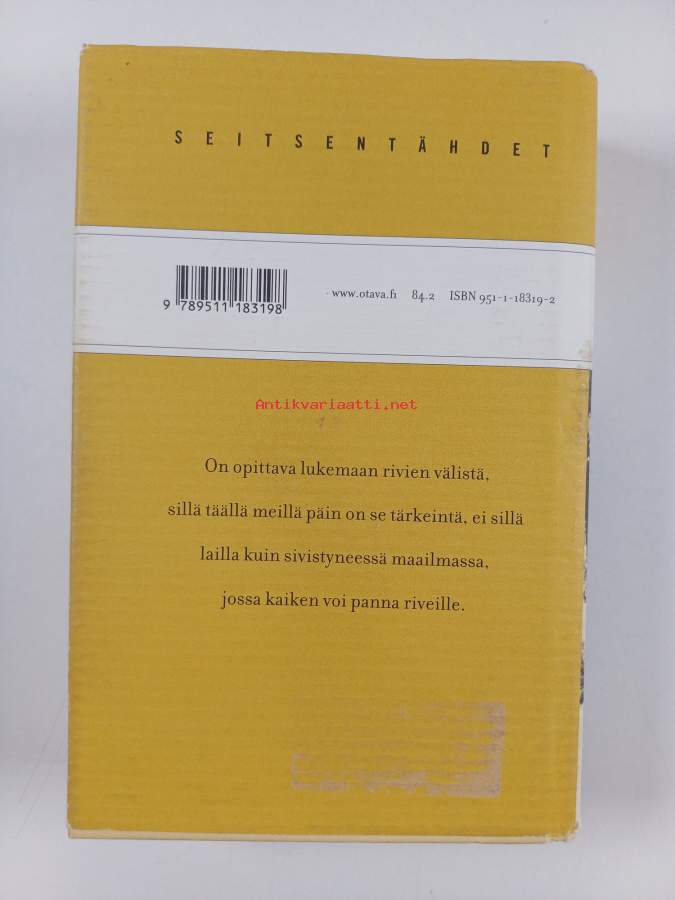 SEITSENTÄHDET
9 789511 183198
www.otava.fi 84.2 ISBN 951-1-18319-2
Antikvariaatti.net
On opittava lukemaan rivien välistä,
sillä täällä meillä päin on se tärkeintä, ei sillä
lailla kuin sivistyneessä maailmassa,
jossa kaiken voi panna riveille.